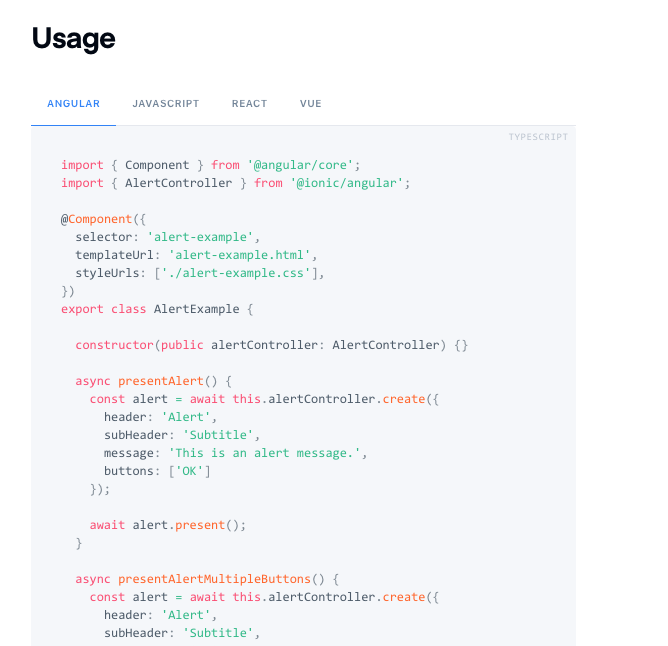 Usage
ANGULAR JAVASCRIPT REACT VUE
TYPESCRIPT
import { Component } from '@angular/core';
import { AlertController } from '@ionic/angular';

@Component({
  selector: 'alert-example',
  templateUrl: 'alert-example.html',
  styleUrls: ['./alert-example.css'],
})
export class AlertExample {

  constructor(public alertController: AlertController) {}

  async presentAlert() {
    const alert = await this.alertController.create({
      header: 'Alert',
      subHeader: 'Subtitle',
      message: 'This is an alert message.',
      buttons: ['OK']
    });

    await alert.present();
  }

  async presentAlertMultipleButtons() {
    const alert = await this.alertController.create({
      header: 'Alert',
      subHeader: 'Subtitle',